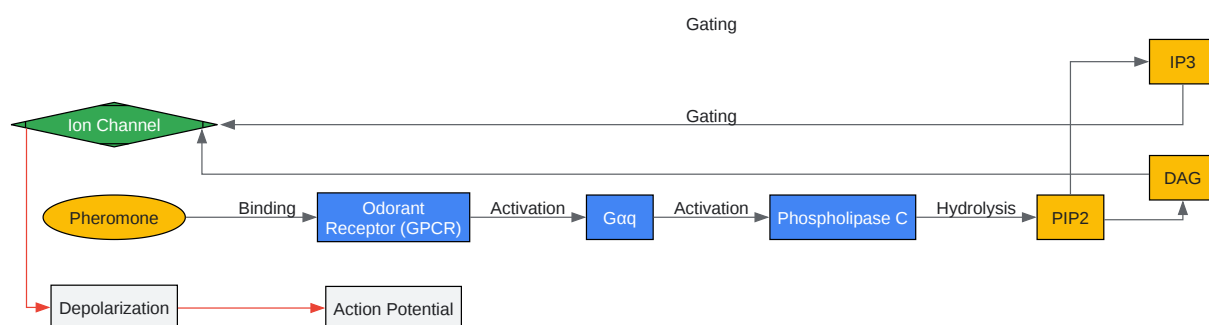 Gating
IP3
Ion Channel
Gating
DAG
Pheromone
Binding
Odorant
Receptor (GPCR)
Activation
Gαq
Activation
Phospholipase C
Hydrolysis
PIP2
Depolarization
Action Potential